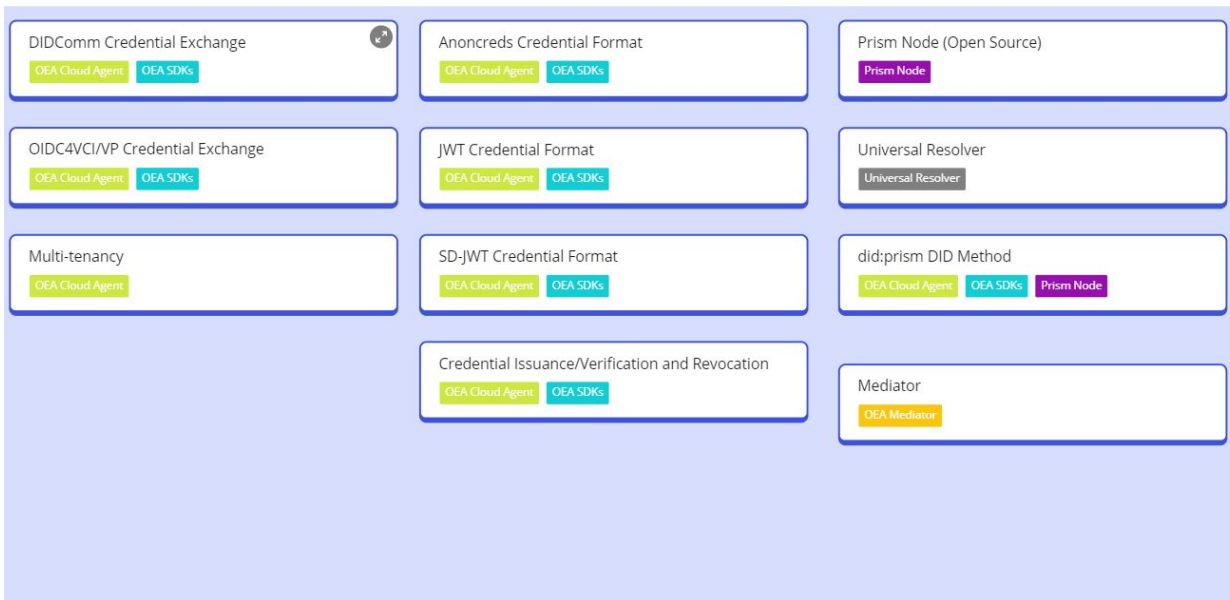 DIDComm Credential Exchange
OEA Cloud Agent OEA SDKs
OIDC4VCI/VP Credential Exchange
OEA Cloud Agent OEA SDKs
Multi-tenancy
OEA Cloud Agent
Anoncreds Credential Format
OEA Cloud Agent OEA SDKs
JWT Credential Format
OEA Cloud Agent OEA SDKs
SD-JWT Credential Format
OEA Cloud Agent OEA SDKs
Credential Issuance/Verification and Revocation
OEA Cloud Agent OEA SDKs
Prism Node (Open Source)
Prism Node
Universal Resolver
Universal Resolver
did:prism DID Method
OEA Cloud Agent OEA SDKs Prism Node
Mediator
OEA Mediator